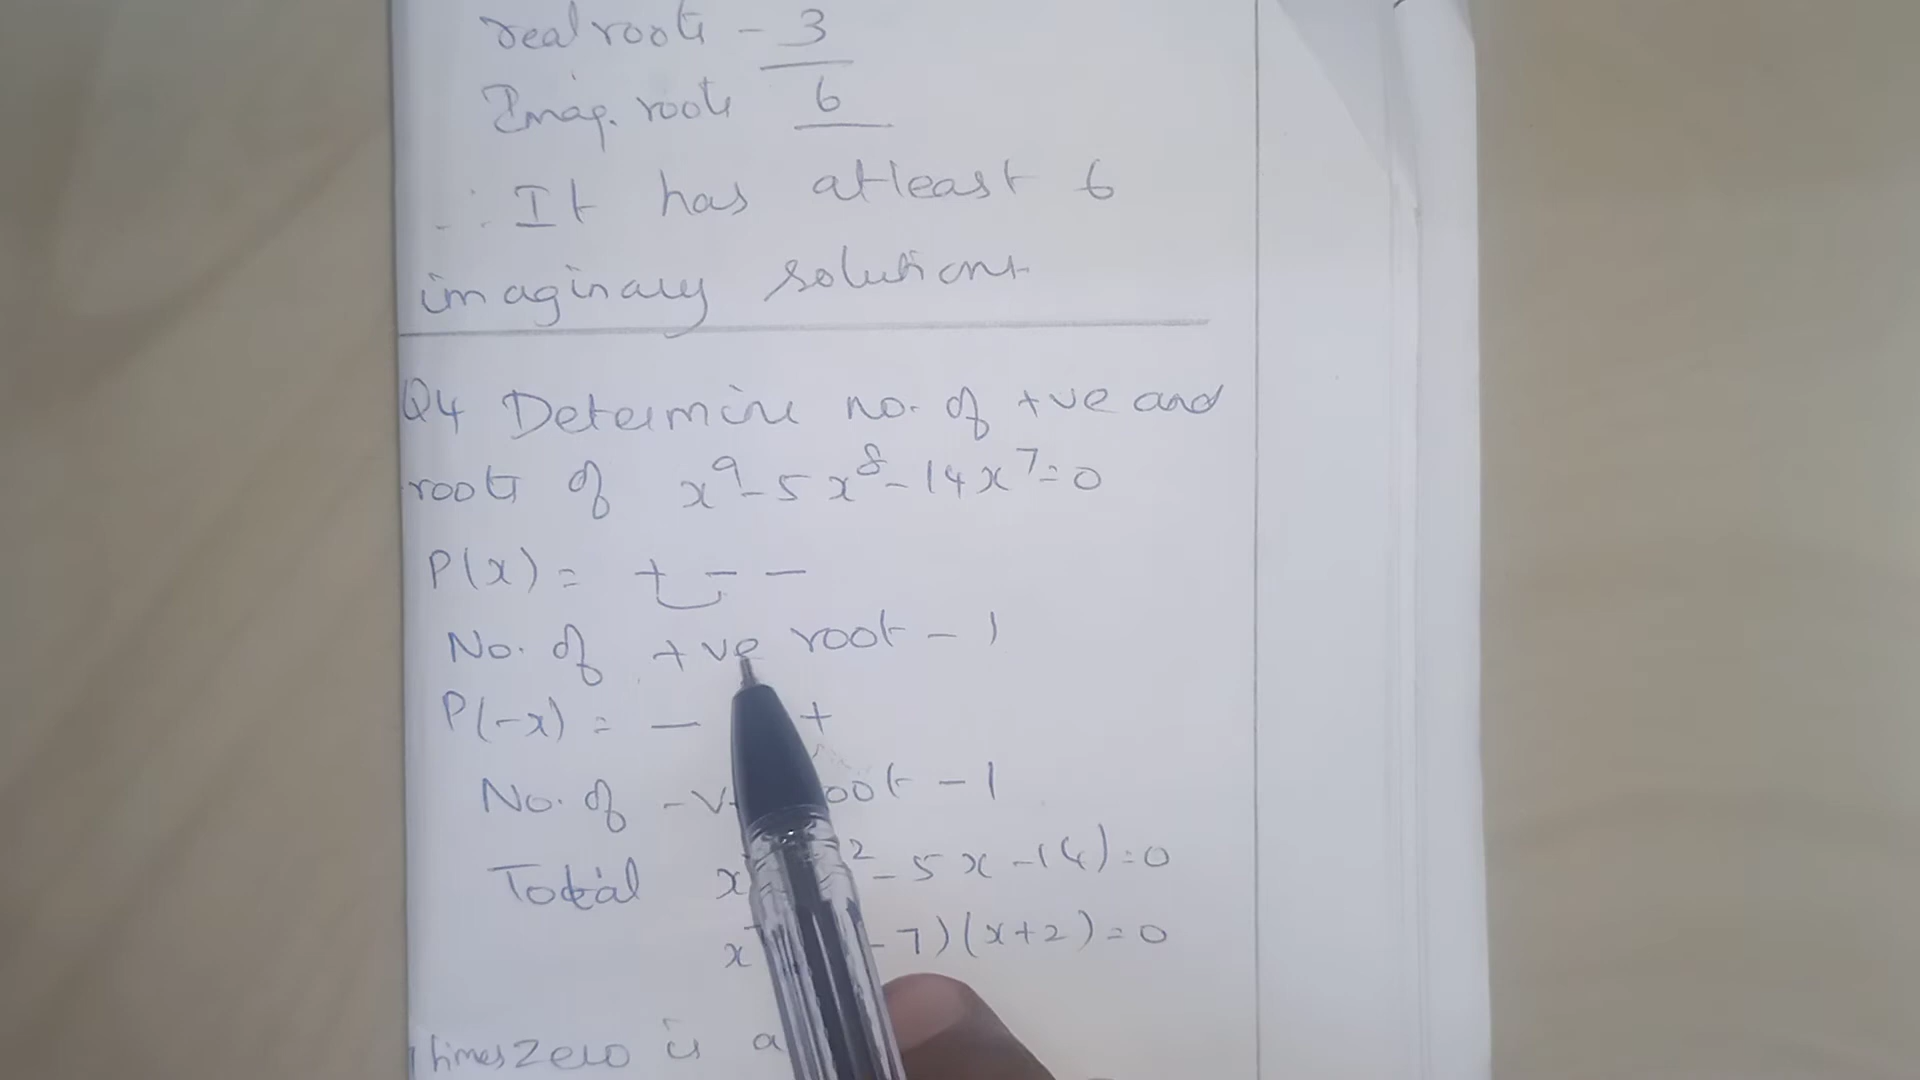 real roots - 3
Imag. roots 6
∴ It has atleast 6
imaginary solutions.
Q4 Determine no. of +ve and
roots of x⁹-5x⁸-14x⁷=0
P(x) = + - -
No. of +ve root - 1
P(-x) = - +
No. of - - 1
Total x ²-5x-14)=0
x -7)(x+2)=0
times zero is a